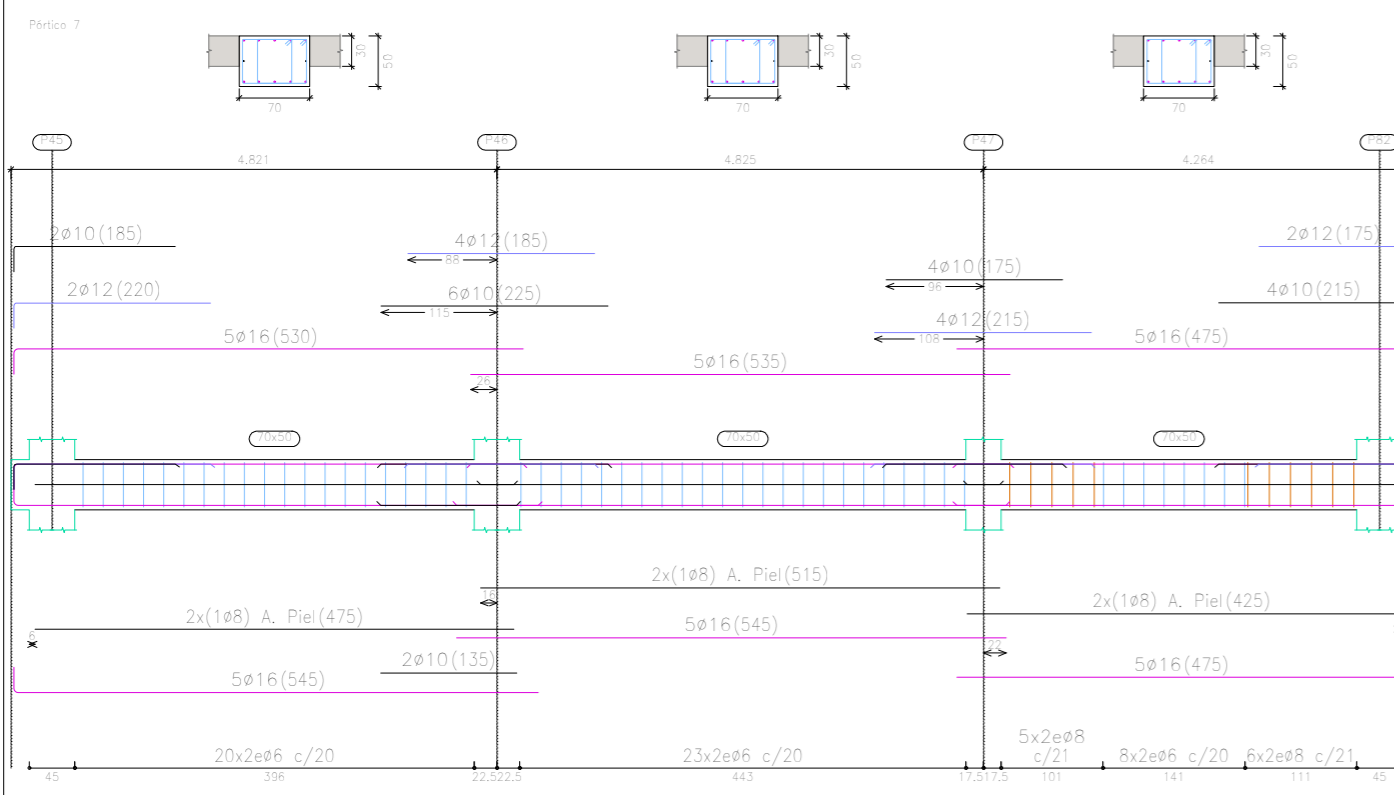 Pórtico 7
30
50
70
30
50
70
30
50
70
P45
P46
P47
P82
4.821
4.825
4.264
2ø10(185)
4ø12(185)
2ø12(175)
88
4ø10(175)
96
2ø12(220)
6ø10(225)
4ø10(215)
115
4ø12(215)
108
5ø16(530)
5ø16(475)
5ø16(535)
26
70x50
70x50
70x50
2x(1ø8) A. Piel(515)
16
2x(1ø8) A. Piel(475)
2x(1ø8) A. Piel(425)
6
5ø16(545)
22
2ø10(135)
5ø16(545)
5ø16(475)
20x2eø6 c/20
23x2eø6 c/20
5x2eø8
c/21
8x2eø6 c/20
6x2eø8 c/21
45
396
22.522.5
443
17.517.5
101
141
111
45